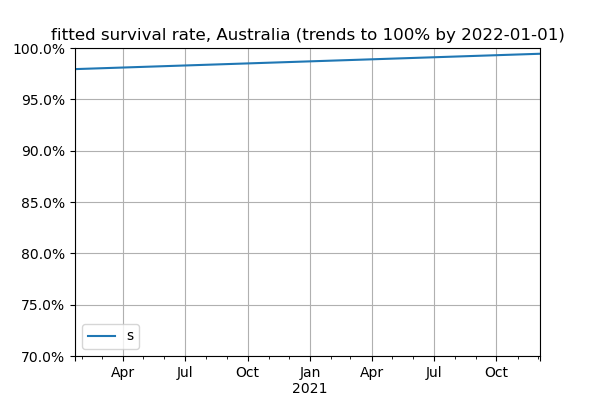 fitted survival rate, Australia (trends to 100% by 2022-01-01)
100.0%
95.0%
90.0%
85.0%
80.0%
75.0%
70.0%
s
Apr Jul Oct Jan Apr Jul Oct
2021